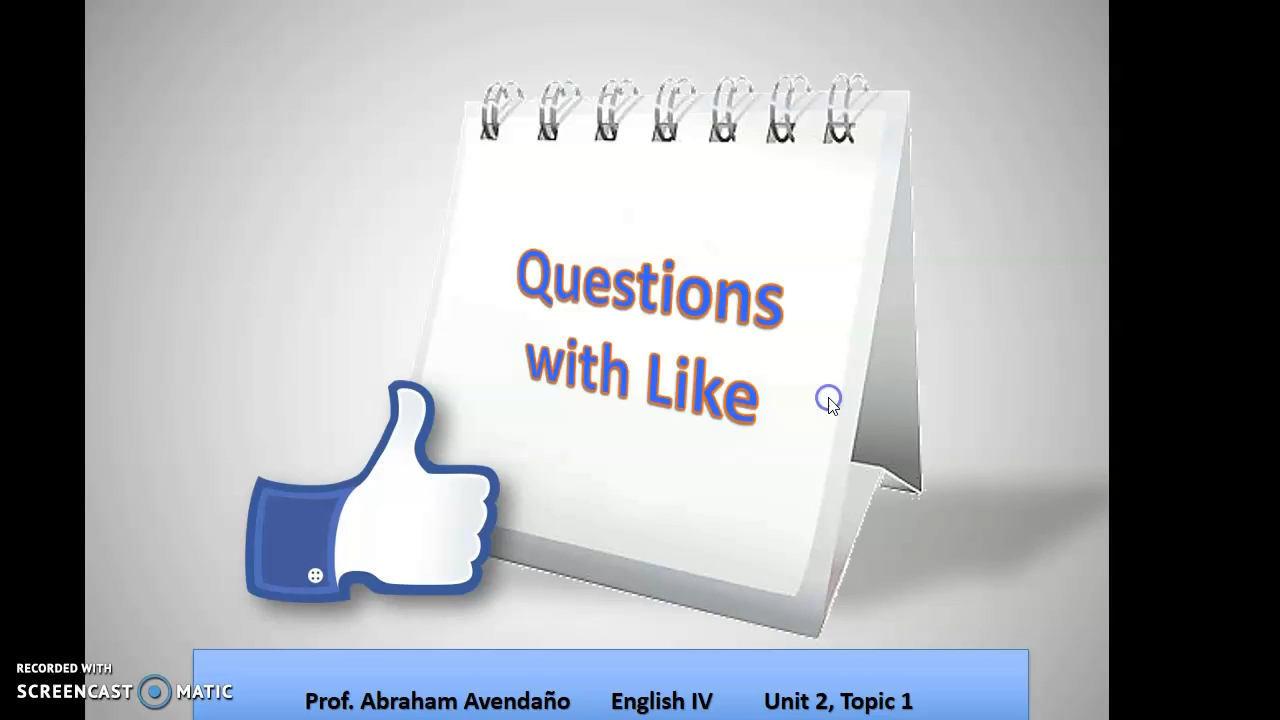 Questions
with Like
RECORDED WITH
SCREENCAST MATIC
Prof. Abraham Avendaño English IV Unit 2, Topic 1